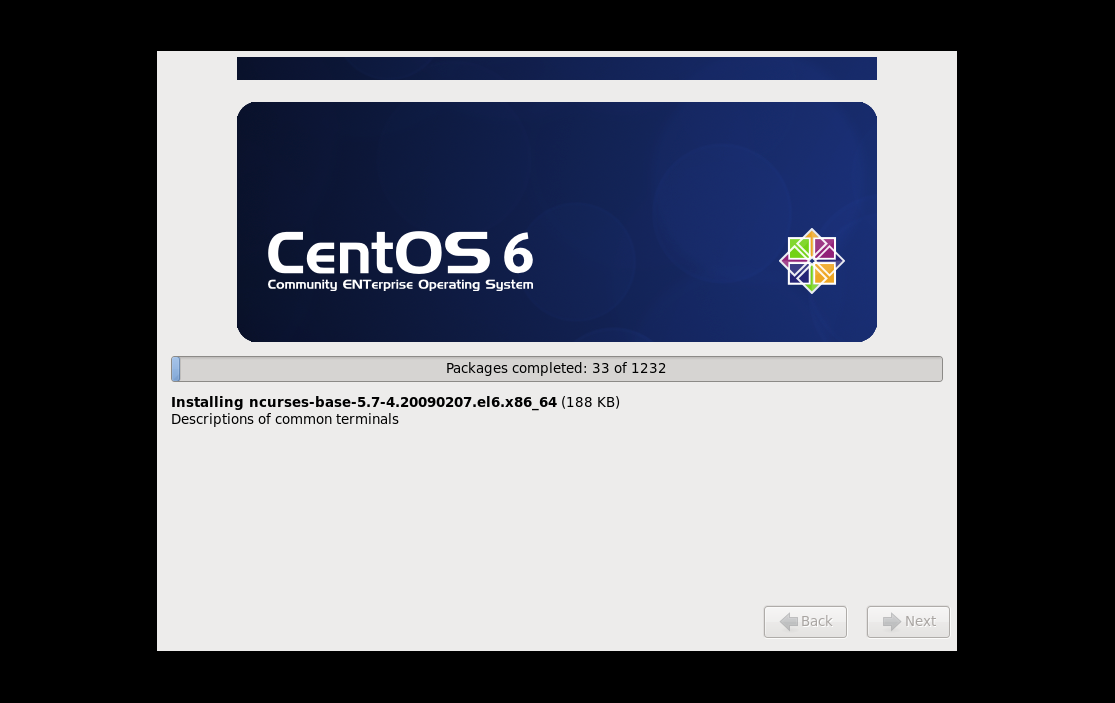 CentOS 6
Community ENTerprise Operating System
Packages completed: 33 of 1232
Installing ncurses-base-5.7-4.20090207.el6.x86_64 (188 KB)
Descriptions of common terminals
Back Next